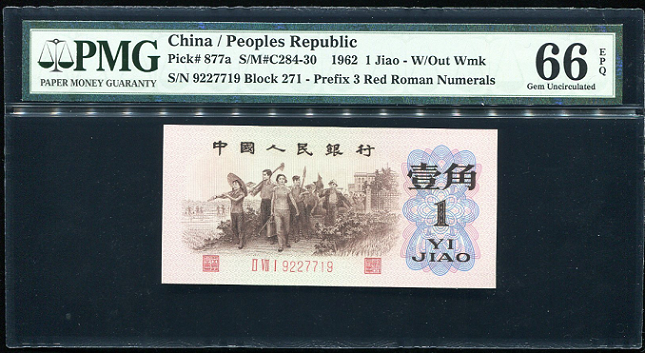 PMG
PAPER MONEY GUARANTY
China / Peoples Republic
Pick# 877a S/M#C284-30 1962 1 Jiao - W/Out Wmk
S/N 9227719 Block 271 - Prefix 3 Red Roman Numerals
66 EPQ
Gem Uncirculated
中國人民銀行
壹角
1
YI
JIAO
II VII I 9227719